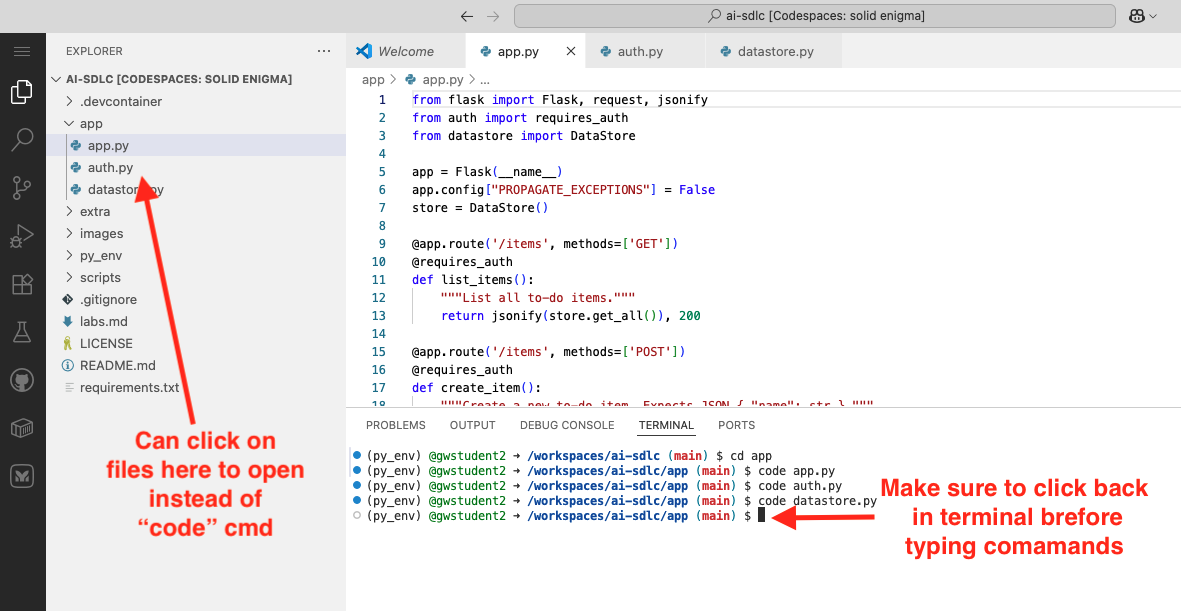 ai-sdlc [Codespaces: solid enigma]
EXPLORER
AI-SDLC [CODESPACES: SOLID ENIGMA]
.devcontainer
app
app.py
auth.py
datastore.py
extra
images
py_env
scripts
.gitignore
labs.md
LICENSE
README.md
requirements.txt
Can click on
files here to open
instead of
“code” cmd
Welcome
app.py
auth.py
datastore.py
app > app.py > ...
1 from flask import Flask, request, jsonify
2 from auth import requires_auth
3 from datastore import DataStore
4
5 app = Flask(__name__)
6 app.config["PROPAGATE_EXCEPTIONS"] = False
7 store = DataStore()
8
9 @app.route('/items', methods=['GET'])
10 @requires_auth
11 def list_items():
12 """List all to-do items."""
13 return jsonify(store.get_all()), 200
14
15 @app.route('/items', methods=['POST'])
16 @requires_auth
17 def create_item():
18 """Create a new to-do item. Expects JSON { "name": str }."""
PROBLEMS OUTPUT DEBUG CONSOLE TERMINAL PORTS
(py_env) @gwstudent2 → /workspaces/ai-sdlc (main) $ cd app
(py_env) @gwstudent2 → /workspaces/ai-sdlc/app (main) $ code app.py
(py_env) @gwstudent2 → /workspaces/ai-sdlc/app (main) $ code auth.py
(py_env) @gwstudent2 → /workspaces/ai-sdlc/app (main) $ code datastore.py
(py_env) @gwstudent2 → /workspaces/ai-sdlc/app (main) $
Make sure to click back
in terminal brefore
typing comamands